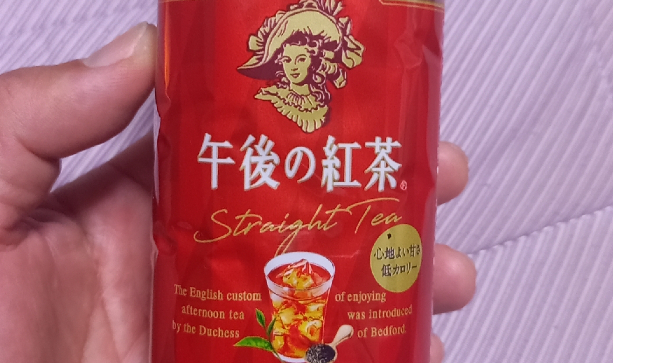 午後の紅茶®
Straight Tea
心地よい甘さ
低カロリー
The English custom of enjoying
afternoon tea was introduced
by the Duchess of Bedford.